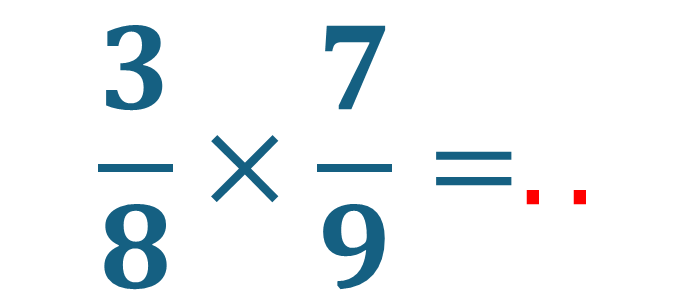 3/8 × 7/9 = . .